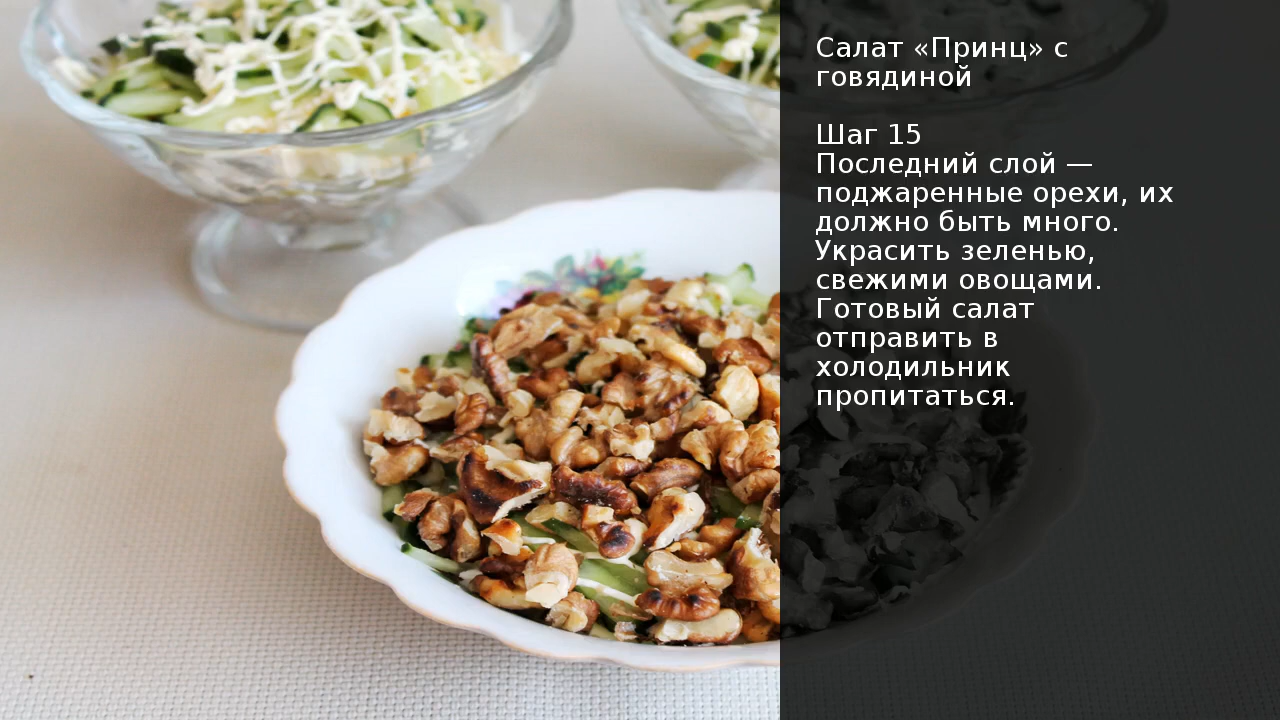 Салат «Принц» с
говядиной
Шаг 15
Последний слой —
поджаренные орехи, их
должно быть много.
Украсить зеленью,
свежими овощами.
Готовый салат
отправить в
холодильник
пропитаться.